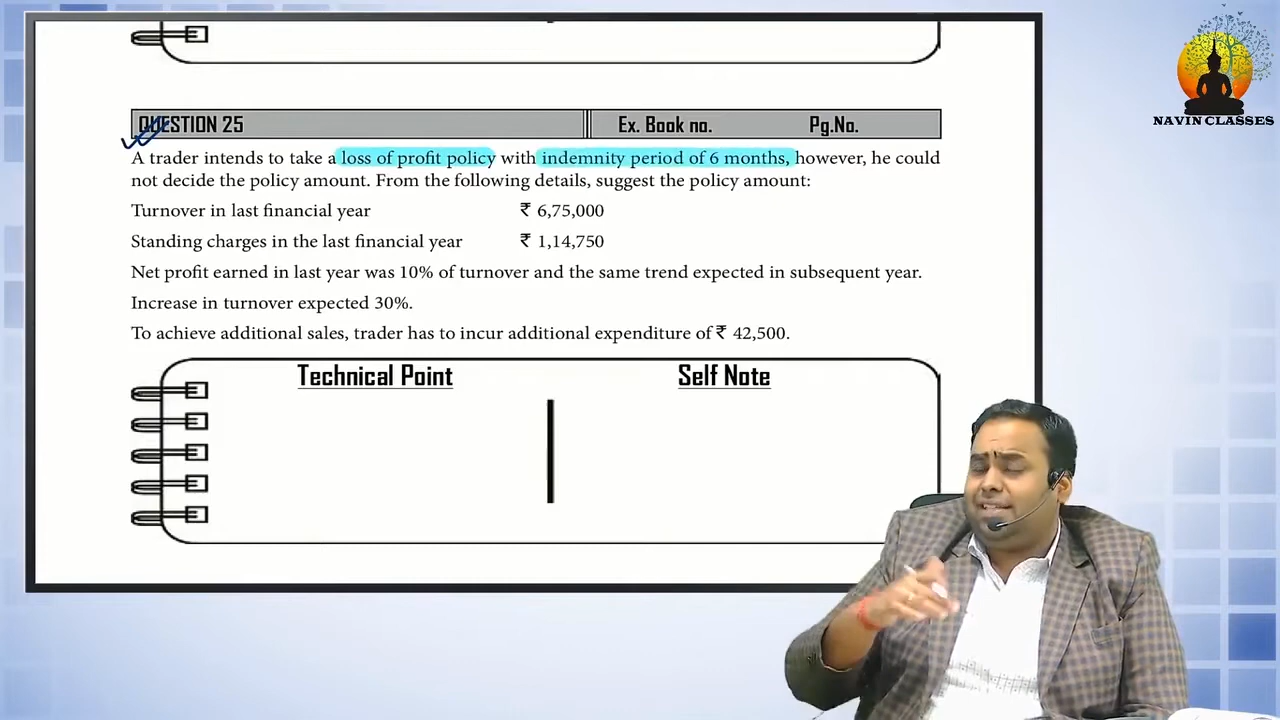 NAVIN CLASSES
QUESTION 25 Ex. Book no. Pg.No.
A trader intends to take a loss of profit policy with indemnity period of 6 months, however, he could
not decide the policy amount. From the following details, suggest the policy amount:
Turnover in last financial year ₹ 6,75,000
Standing charges in the last financial year ₹ 1,14,750
Net profit earned in last year was 10% of turnover and the same trend expected in subsequent year.
Increase in turnover expected 30%.
To achieve additional sales, trader has to incur additional expenditure of ₹ 42,500.
Technical Point Self Note